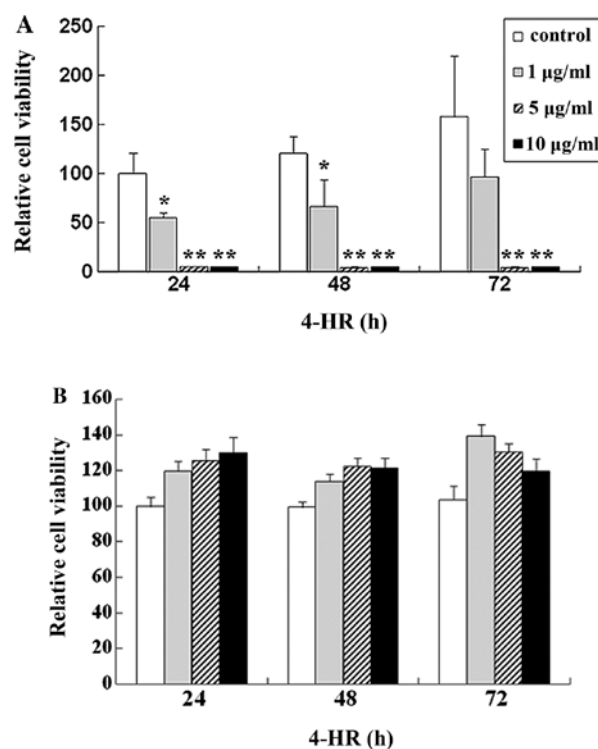 A
control
1 µg/ml
5 µg/ml
10 µg/ml
Relative cell viability
250
200
150
100
50
0
* ** **
* ** **
** **
24 48 72
4-HR (h)
B
Relative cell viability
160
140
120
100
80
60
40
20
0
24 48 72
4-HR (h)